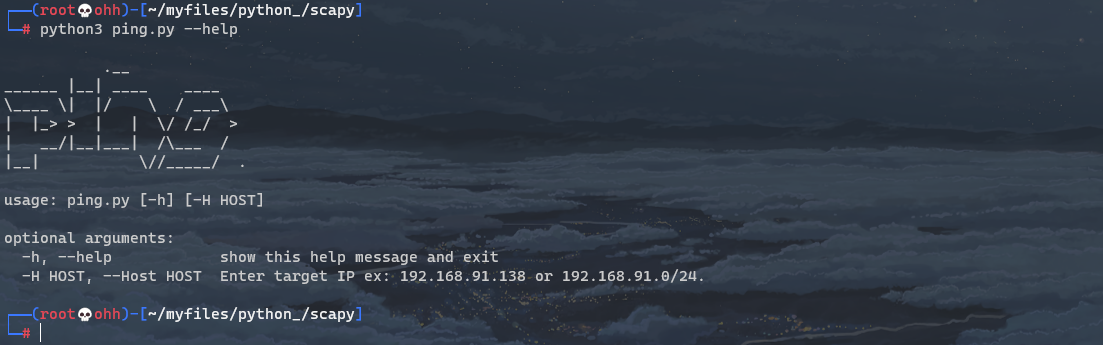 ┌──(root💀ohh)-[~/myfiles/python_/scapy]
└─# python3 ping.py --help
           .__
______ |__| ____    ____
\____ \|  |/    \  / ___\
|  |_> >  |   |  \/ /_/  >
|   __/|__|___|  /\___  /
|__|           \//_____/  .
usage: ping.py [-h] [-H HOST]
optional arguments:
  -h, --help            show this help message and exit
  -H HOST, --Host HOST  Enter target IP ex: 192.168.91.138 or 192.168.91.0/24.
┌──(root💀ohh)-[~/myfiles/python_/scapy]
└─#